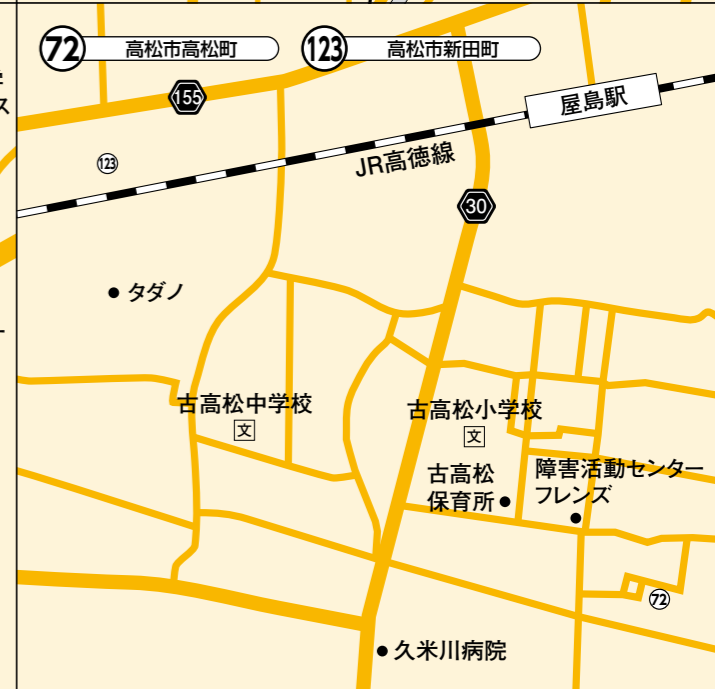 72 高松市高松町
123 高松市新田町
ス
155
屋島駅
123
JR高徳線
30
タダノ
古高松中学校
文
古高松小学校
文
古高松
保育所
障害活動センター
フレンズ
72
久米川病院